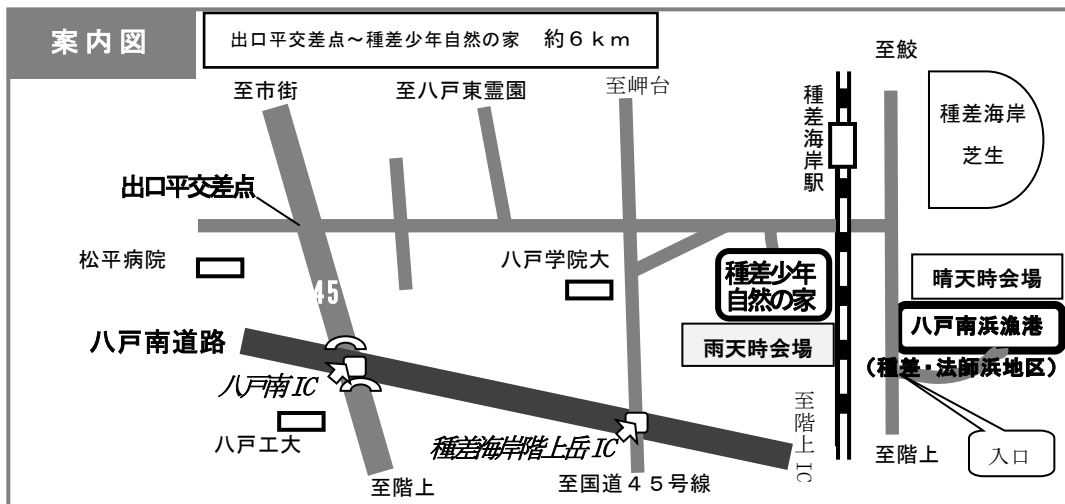 案内図
出口平交差点～種差少年自然の家 約６ｋｍ
至市街
至八戸東霊園
至岬台
種差海岸駅
至鮫
種差海岸
芝生
出口平交差点
松平病院
八戸学院大
種差少年
自然の家
晴天時会場
45
八戸南道路
雨天時会場
八戸南浜漁港
（種差・法師浜地区）
八戸南IC
八戸工大
種差海岸階上岳IC
至階上IC
至階上
入口
至階上
至国道４５号線